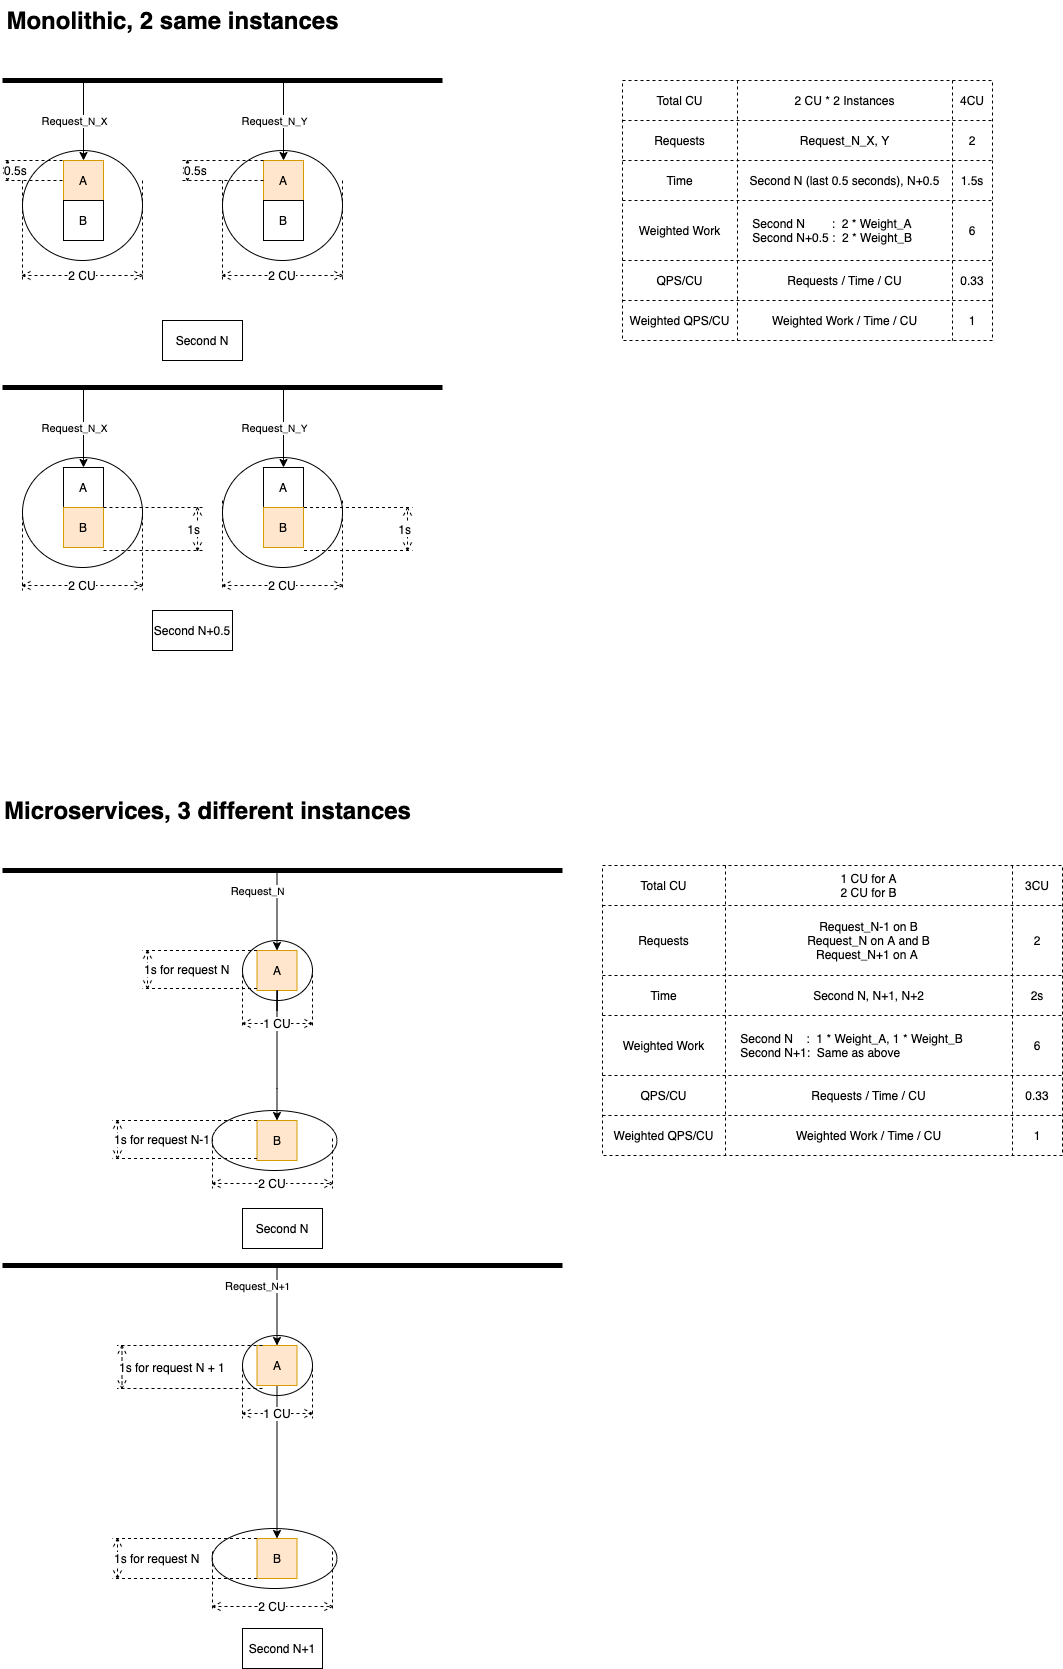 Monolithic, 2 same instances
Request_N_X
Request_N_Y
0.5s
A
B
2 CU
0.5s
A
B
2 CU
Second N
Total CU
2 CU * 2 Instances
4CU
Requests
Request_N_X, Y
2
Time
Second N (last 0.5 seconds), N+0.5
1.5s
Weighted Work
Second N : 2 * Weight_A
Second N+0.5 : 2 * Weight_B
6
QPS/CU
Requests / Time / CU
0.33
Weighted QPS/CU
Weighted Work / Time / CU
1
Request_N_X
Request_N_Y
A
B
1s
2 CU
A
B
1s
2 CU
Second N+0.5
Microservices, 3 different instances
Request_N
1s for request N
A
1 CU
1s for request N-1
B
2 CU
Second N
Total CU
1 CU for A
2 CU for B
3CU
Requests
Request_N-1 on B
Request_N on A and B
Request_N+1 on A
2
Time
Second N, N+1, N+2
2s
Weighted Work
Second N : 1 * Weight_A, 1 * Weight_B
Second N+1: Same as above
6
QPS/CU
Requests / Time / CU
0.33
Weighted QPS/CU
Weighted Work / Time / CU
1
Request_N+1
1s for request N + 1
A
1 CU
1s for request N
B
2 CU
Second N+1